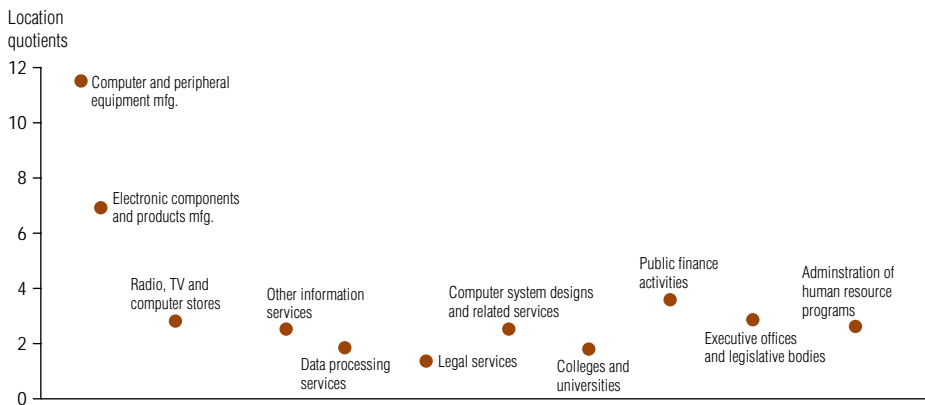 Location
quotients
12
10
8
6
4
2
0
Computer and peripheral
equipment mfg.
Electronic components
and products mfg.
Radio, TV and
computer stores
Other information
services
Data processing
services
Legal services
Computer system designs
and related services
Colleges and
universities
Public finance
activities
Executive offices
and legislative bodies
Adminstration of
human resource
programs